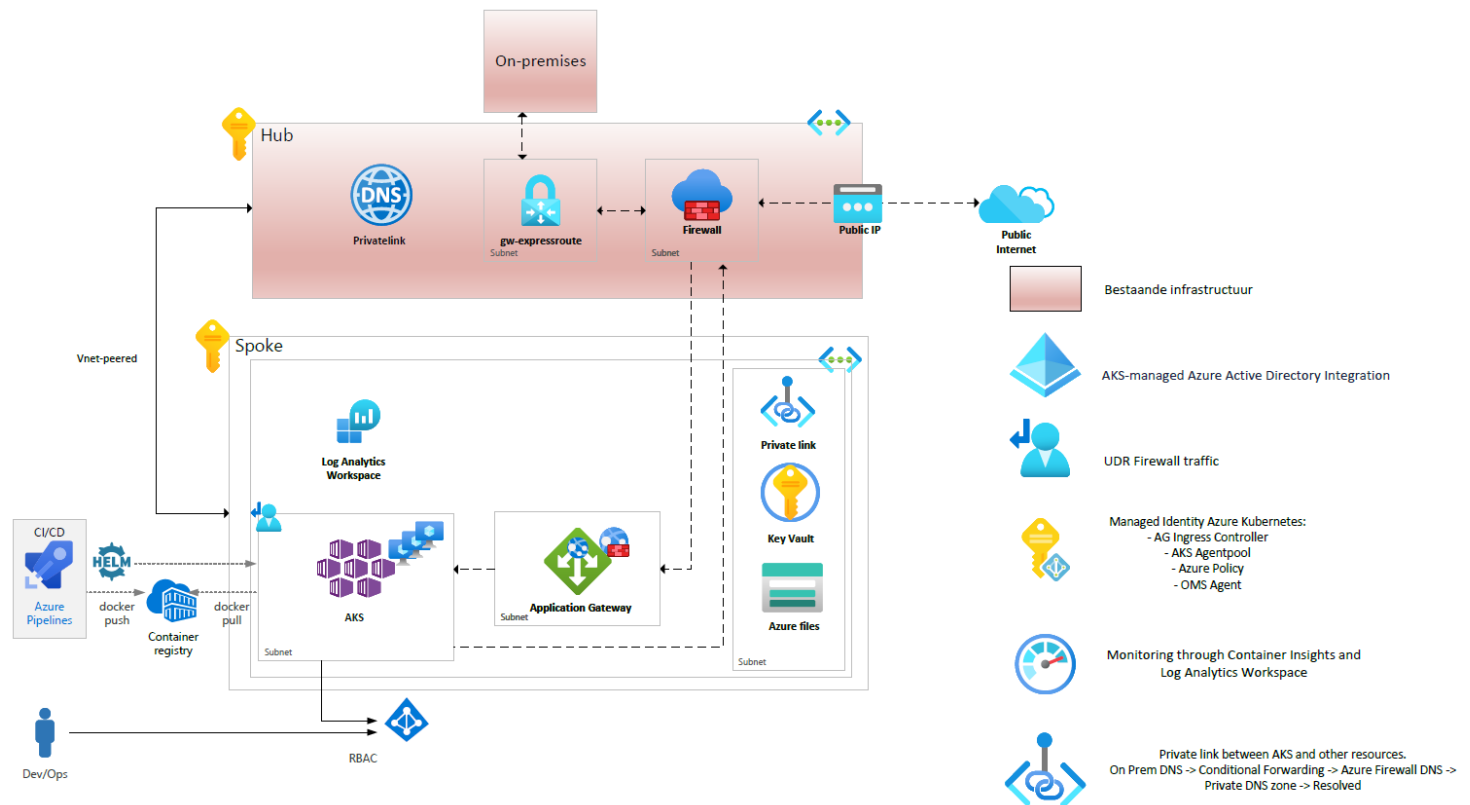 On-premises
Hub
DNS
Privatelink
gw-expressroute
Subnet
Firewall
Subnet
Public IP
Public
Internet
Bestaande infrastructuur
Vnet-peered
Spoke
AKS-managed Azure Active Directory Integration
Log Analytics
Workspace
Private link
UDR Firewall traffic
Key Vault
CI/CD
HELM
Azure
Pipelines
docker
push
Container
registry
docker
pull
AKS
Subnet
Application Gateway
Subnet
Azure files
Subnet
Managed Identity Azure Kubernetes:
- AG Ingress Controller
- AKS Agentpool
- Azure Policy
- OMS Agent
Monitoring through Container Insights and
Log Analytics Workspace
Dev/Ops
RBAC
Private link between AKS and other resources.
On Prem DNS -> Conditional Forwarding -> Azure Firewall DNS ->
Private DNS zone -> Resolved